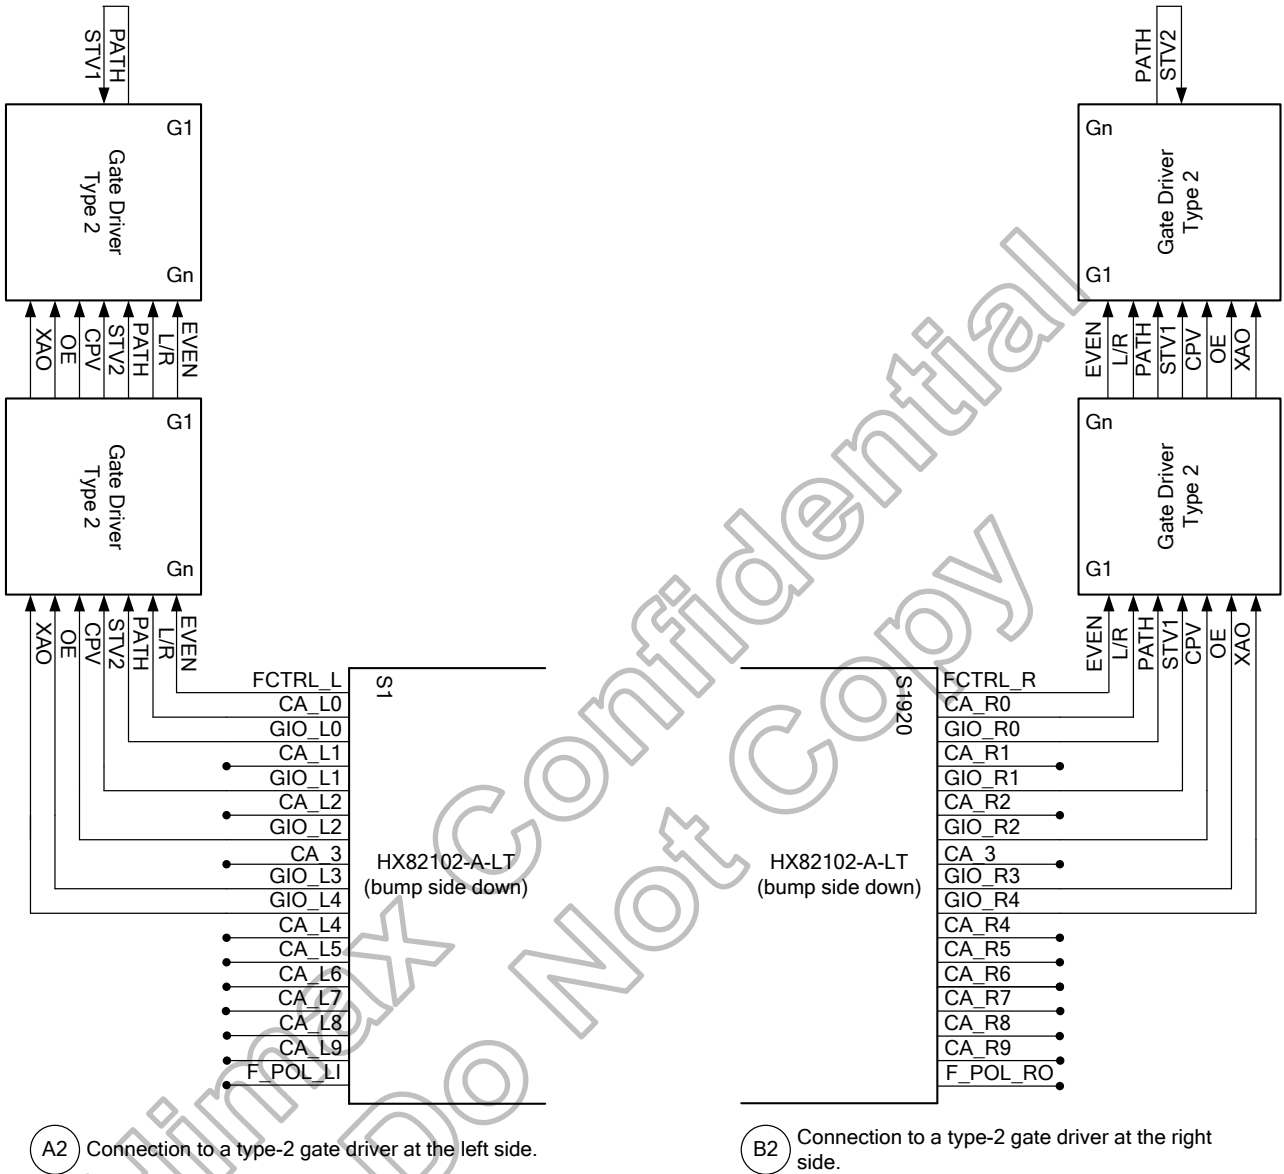 PATH
STV1
G1
Gate Driver
Type 2
Gn
XAO
OE
CPV
STV2
PATH
L/R
EVEN
G1
Gate Driver
Type 2
Gn
XAO
OE
CPV
STV2
PATH
L/R
EVEN
FCTRL_L
CA_L0
GIO_L0
CA_L1
GIO_L1
CA_L2
GIO_L2
CA_3
GIO_L3
GIO_L4
CA_L4
CA_L5
CA_L6
CA_L7
CA_L8
CA_L9
F_POL_LI
S1
HX82102-A-LT
(bump side down)
A2 Connection to a type-2 gate driver at the left side.
PATH
STV2
Gn
Gate Driver
Type 2
G1
EVEN
L/R
PATH
STV1
CPV
OE
XAO
Gn
Gate Driver
Type 2
G1
EVEN
L/R
PATH
STV1
CPV
OE
XAO
S1920
HX82102-A-LT
(bump side down)
FCTRL_R
CA_R0
GIO_R0
CA_R1
GIO_R1
CA_R2
GIO_R2
CA_3
GIO_R3
GIO_R4
CA_R4
CA_R5
CA_R6
CA_R7
CA_R8
CA_R9
F_POL_RO
B2 Connection to a type-2 gate driver at the right
side.
Himax Confidential
Do Not Copy